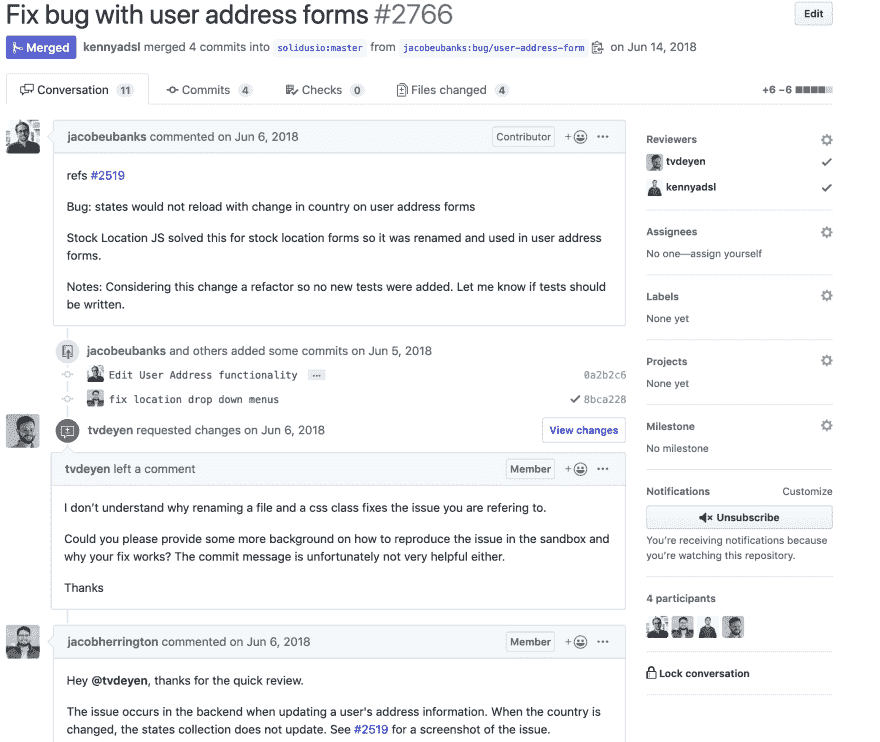 Fix bug with user address forms #2766
Edit
Merged kennyadsl merged 4 commits into solidusio:master from jacobeubanks:bug/user-address-form on Jun 14, 2018
Conversation 11 Commits 4 Checks 0 Files changed 4 +6 −6
jacobeubanks commented on Jun 6, 2018 Contributor
refs #2519
Bug: states would not reload with change in country on user address forms
Stock Location JS solved this for stock location forms so it was renamed and used in user address
forms.
Notes: Considering this change a refactor so no new tests were added. Let me know if tests should
be written.
jacobeubanks and others added some commits on Jun 5, 2018
Edit User Address functionality ... 0a2b2c6
fix location drop down menus 8bca228
tvdeyen requested changes on Jun 6, 2018 View changes
tvdeyen left a comment Member
I don't understand why renaming a file and a css class fixes the issue you are refering to.
Could you please provide some more background on how to reproduce the issue in the sandbox and
why your fix works? The commit message is unfortunately not very helpful either.
Thanks
jacobherrington commented on Jun 6, 2018 Member
Hey @tvdeyen, thanks for the quick review.
The issue occurs in the backend when updating a user's address information. When the country is
changed, the states collection does not update. See #2519 for a screenshot of the issue.
Reviewers
tvdeyen
kennyadsl
Assignees
No one—assign yourself
Labels
None yet
Projects
None yet
Milestone
No milestone
Notifications Customize
Unsubscribe
You're receiving notifications because
you're watching this repository.
4 participants
Lock conversation